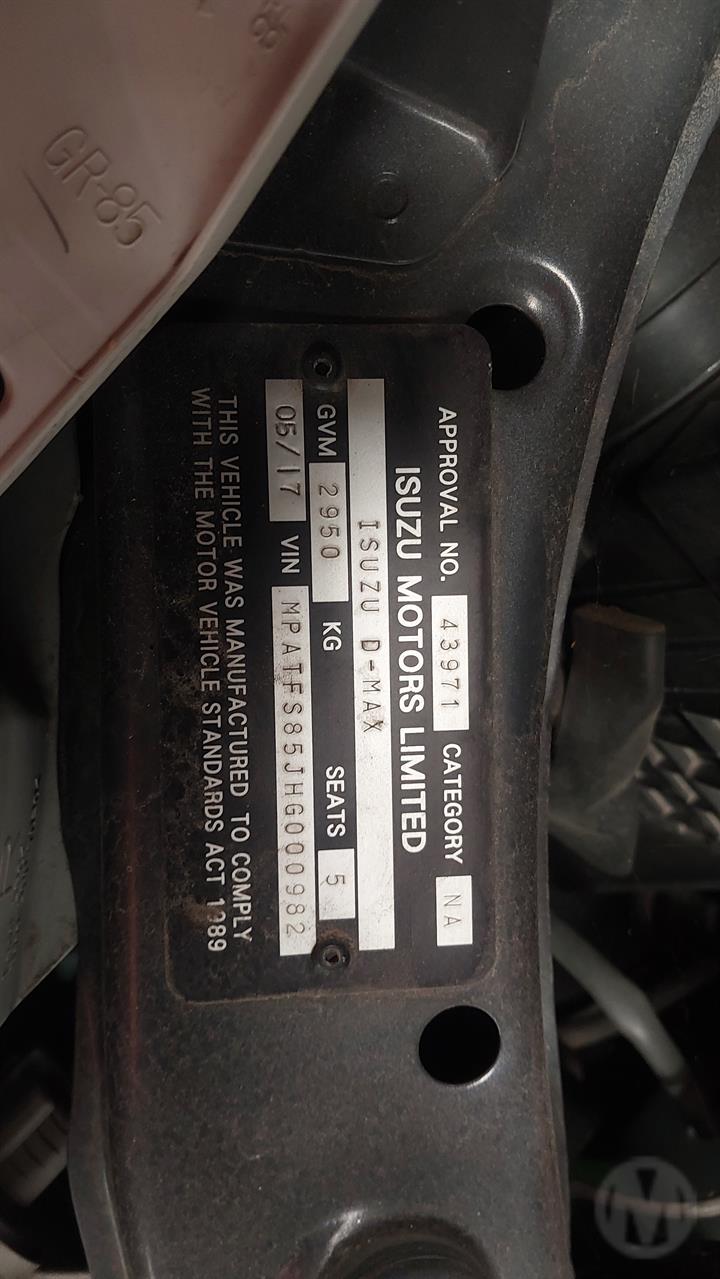 APPROVAL NO. 43971 CATEGORY NA
ISUZU MOTORS LIMITED
ISUZU D-MAX
GVM 2950 KG SEATS 5
05/17 VIN MPATFS85JHG000982
THIS VEHICLE WAS MANUFACTURED TO COMPLY
WITH THE MOTOR VEHICLE STANDARDS ACT 1989
GR-85
M